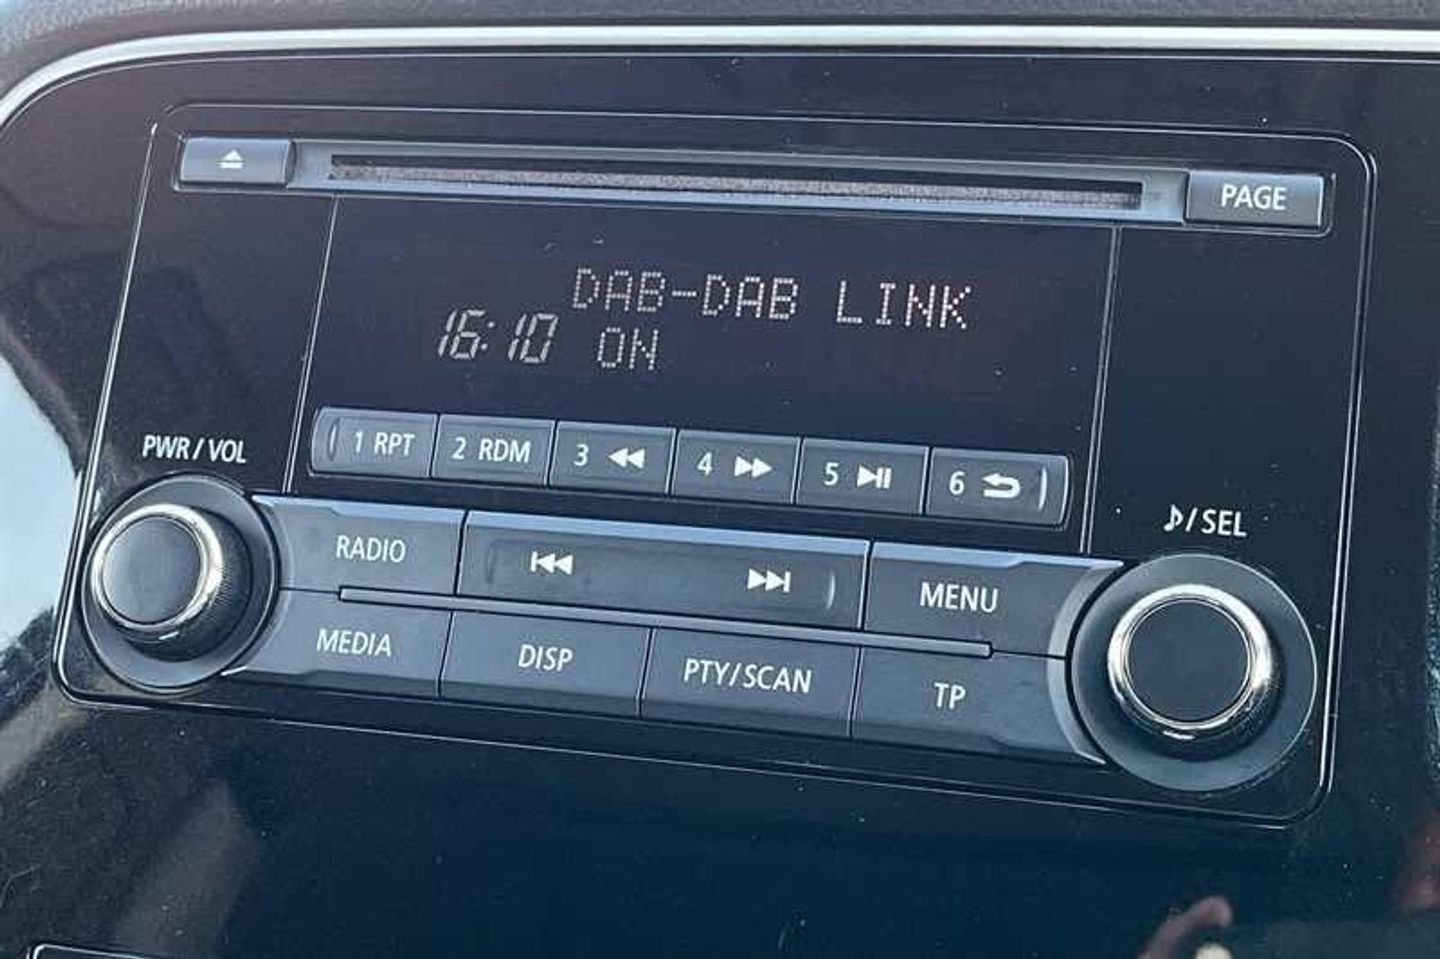 PAGE
DAB-DAB LINK
16:10 ON
PWR/VOL
1 RPT 2 RDM 3 4 5 6
♪/SEL
RADIO MENU
MEDIA DISP PTY/SCAN TP